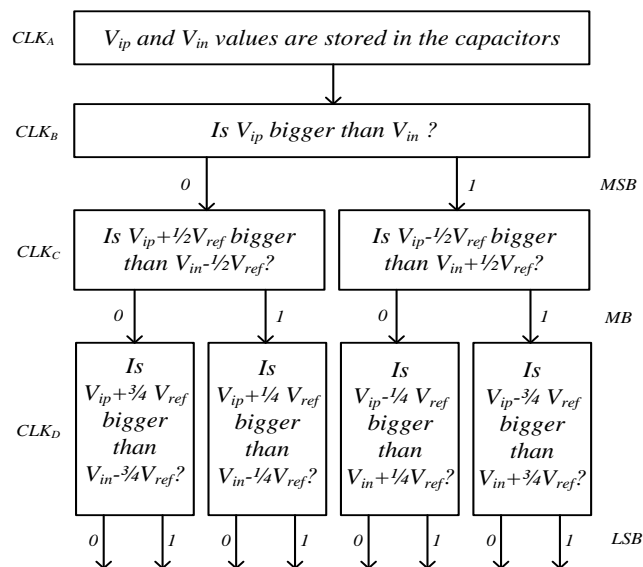 CLK_A
V_ip and V_in values are stored in the capacitors
CLK_B
Is V_ip bigger than V_in ?
0
1
MSB
CLK_C
Is V_ip+½V_ref bigger
than V_in-½V_ref?
Is V_ip-½V_ref bigger
than V_in+½V_ref?
0
1
0
1
MB
CLK_D
Is
V_ip+¾ V_ref
bigger
than
V_in-¾V_ref?
Is
V_ip+¼ V_ref
bigger
than
V_in-¼V_ref?
Is
V_ip-¼ V_ref
bigger
than
V_in+¼V_ref?
Is
V_ip-¾ V_ref
bigger
than
V_in+¾V_ref?
0
1
0
1
0
1
0
1
LSB